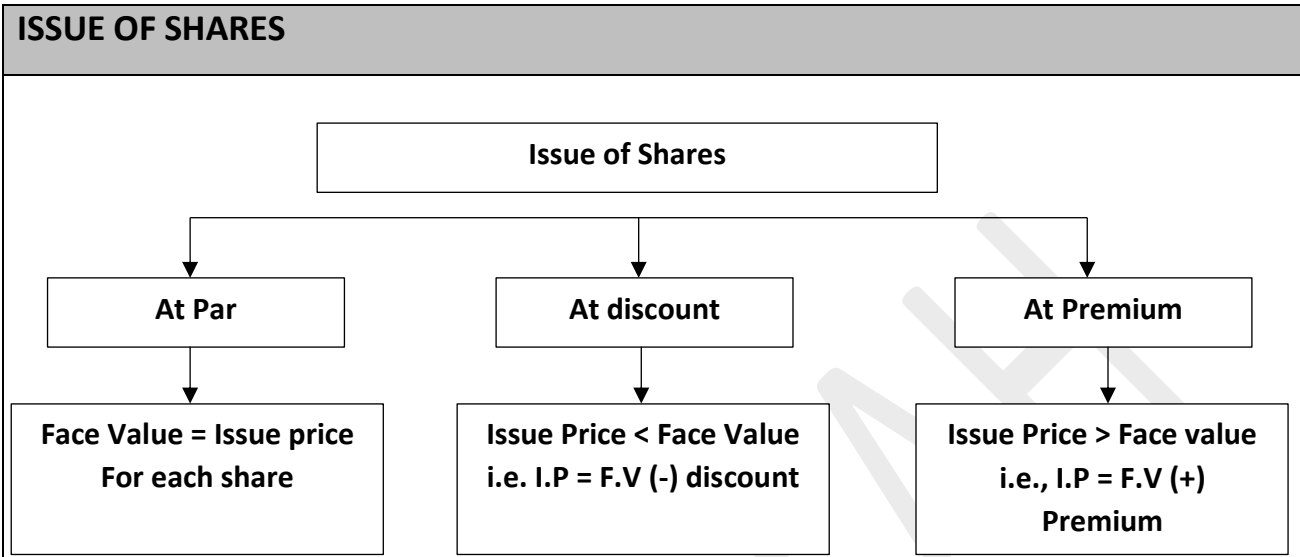 ISSUE OF SHARES
Issue of Shares
At Par
At discount
At Premium
Face Value = Issue price
For each share
Issue Price < Face Value
i.e. I.P = F.V (-) discount
Issue Price > Face value
i.e., I.P = F.V (+)
Premium